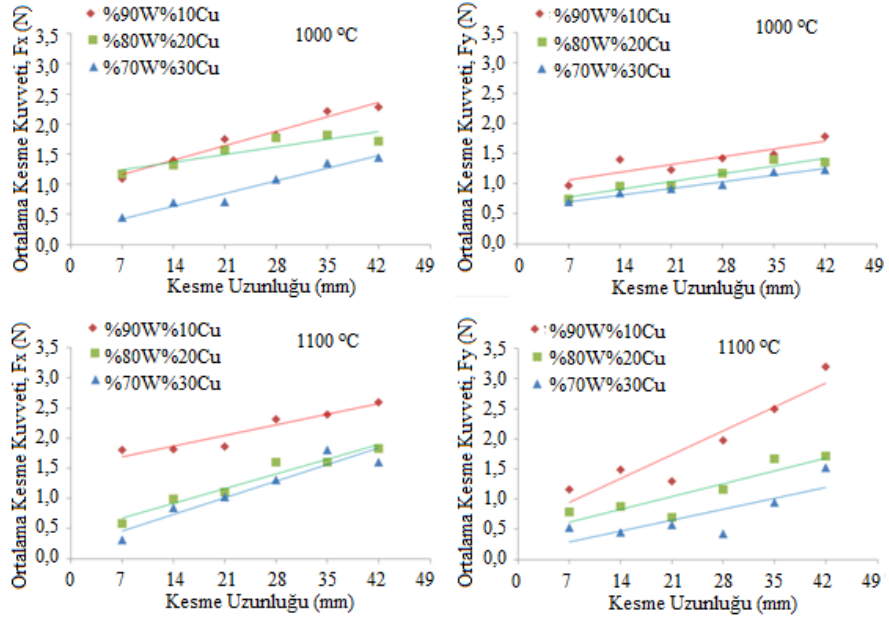 %90W%10Cu
%80W%20Cu
%70W%30Cu
1000 °C
Ortalama Kesme Kuvveti, Fx (N)
3,5
3,0
2,5
2,0
1,5
1,0
0,5
0,0
0 7 14 21 28 35 42 49
Kesme Uzunluğu (mm)
%90W%10Cu
%80W%20Cu
%70W%30Cu
1000 °C
Ortalama Kesme Kuvveti, Fy (N)
3,5
3,0
2,5
2,0
1,5
1,0
0,5
0,0
0 7 14 21 28 35 42 49
Kesme Uzunluğu (mm)
%90W%10Cu
%80W%20Cu
%70W%30Cu
1100 °C
Ortalama Kesme Kuvveti, Fx (N)
3,5
3,0
2,5
2,0
1,5
1,0
0,5
0,0
0 7 14 21 28 35 42 49
Kesme Uzunluğu (mm)
%90W%10Cu
%80W%20Cu
%70W%30Cu
1100 °C
Ortalama Kesme Kuvveti, Fy (N)
3,5
3,0
2,5
2,0
1,5
1,0
0,5
0,0
0 7 14 21 28 35 42 49
Kesme Uzunluğu (mm)